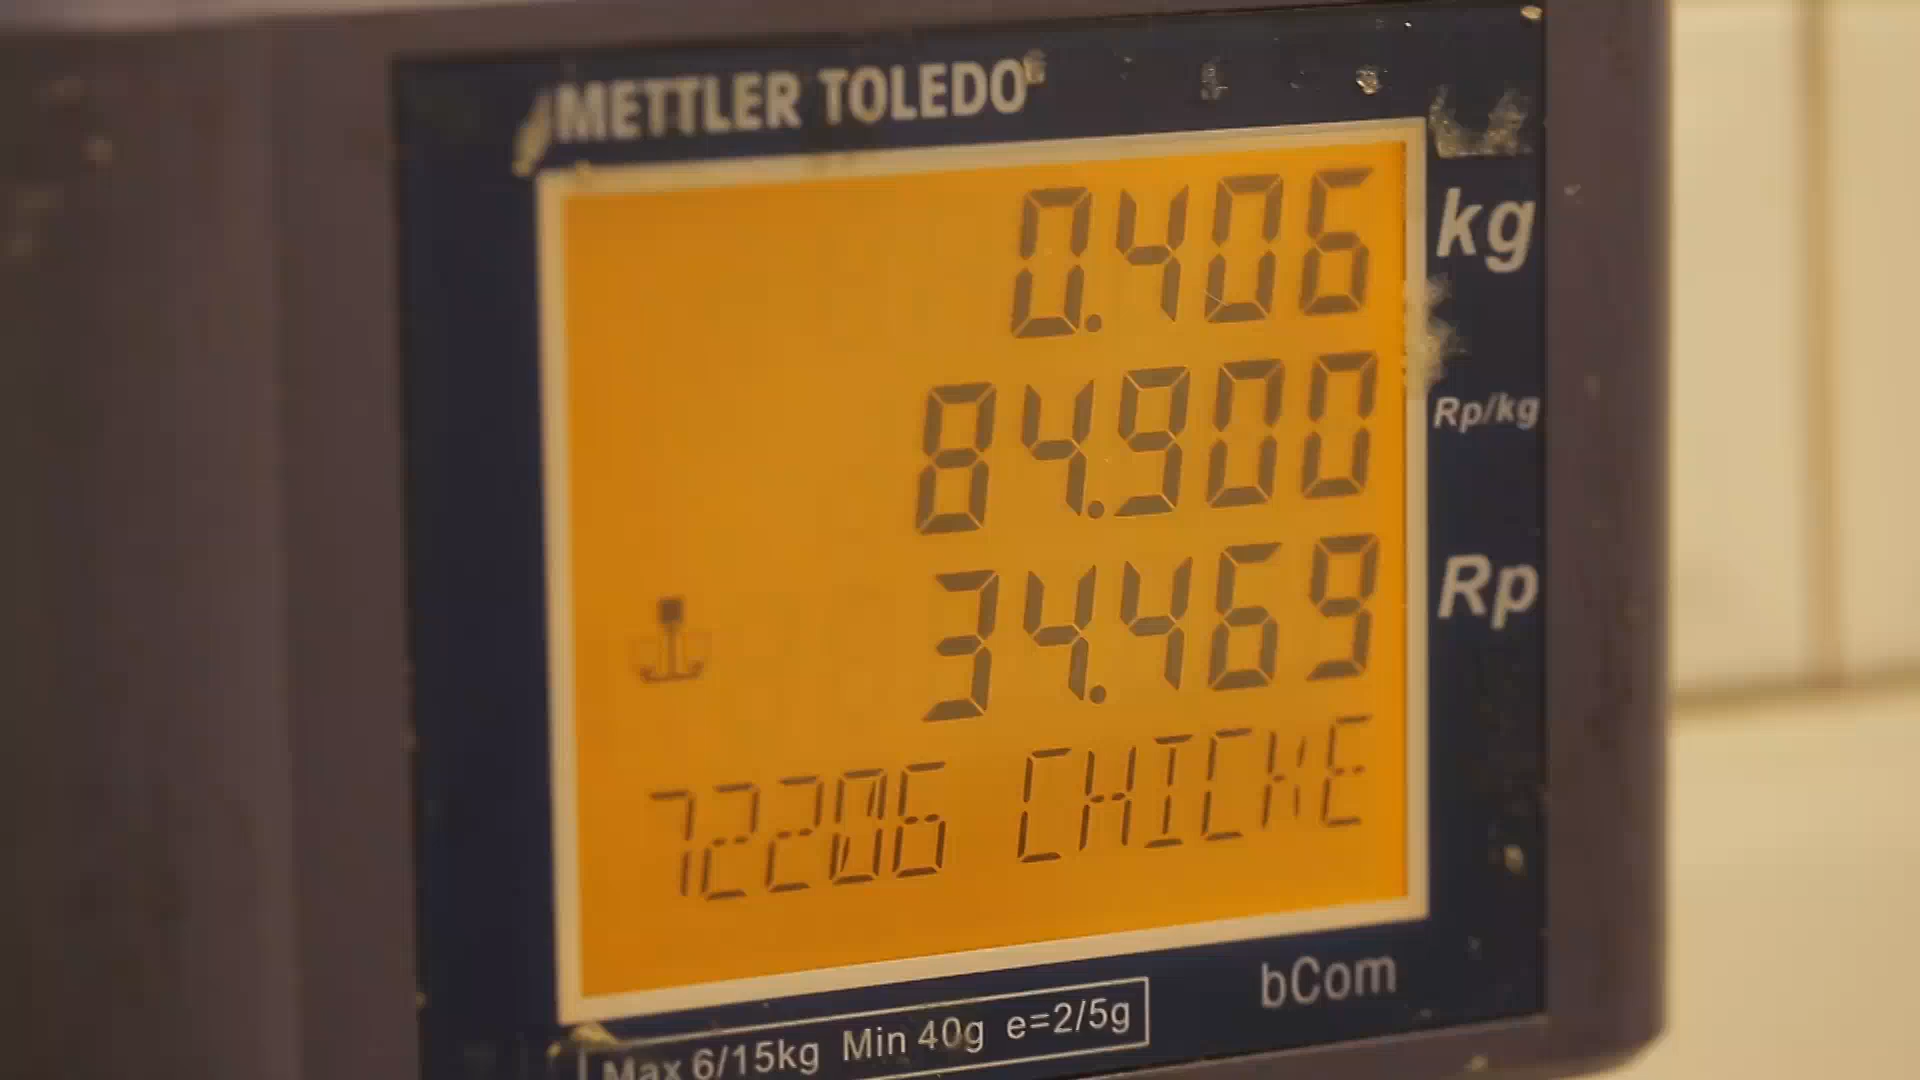 METTLER TOLEDO
0.406 kg
84.900 Rp/kg
34.469 Rp
72206 CHICKE
bCom
Max 6/15kg Min 40g e=2/5g